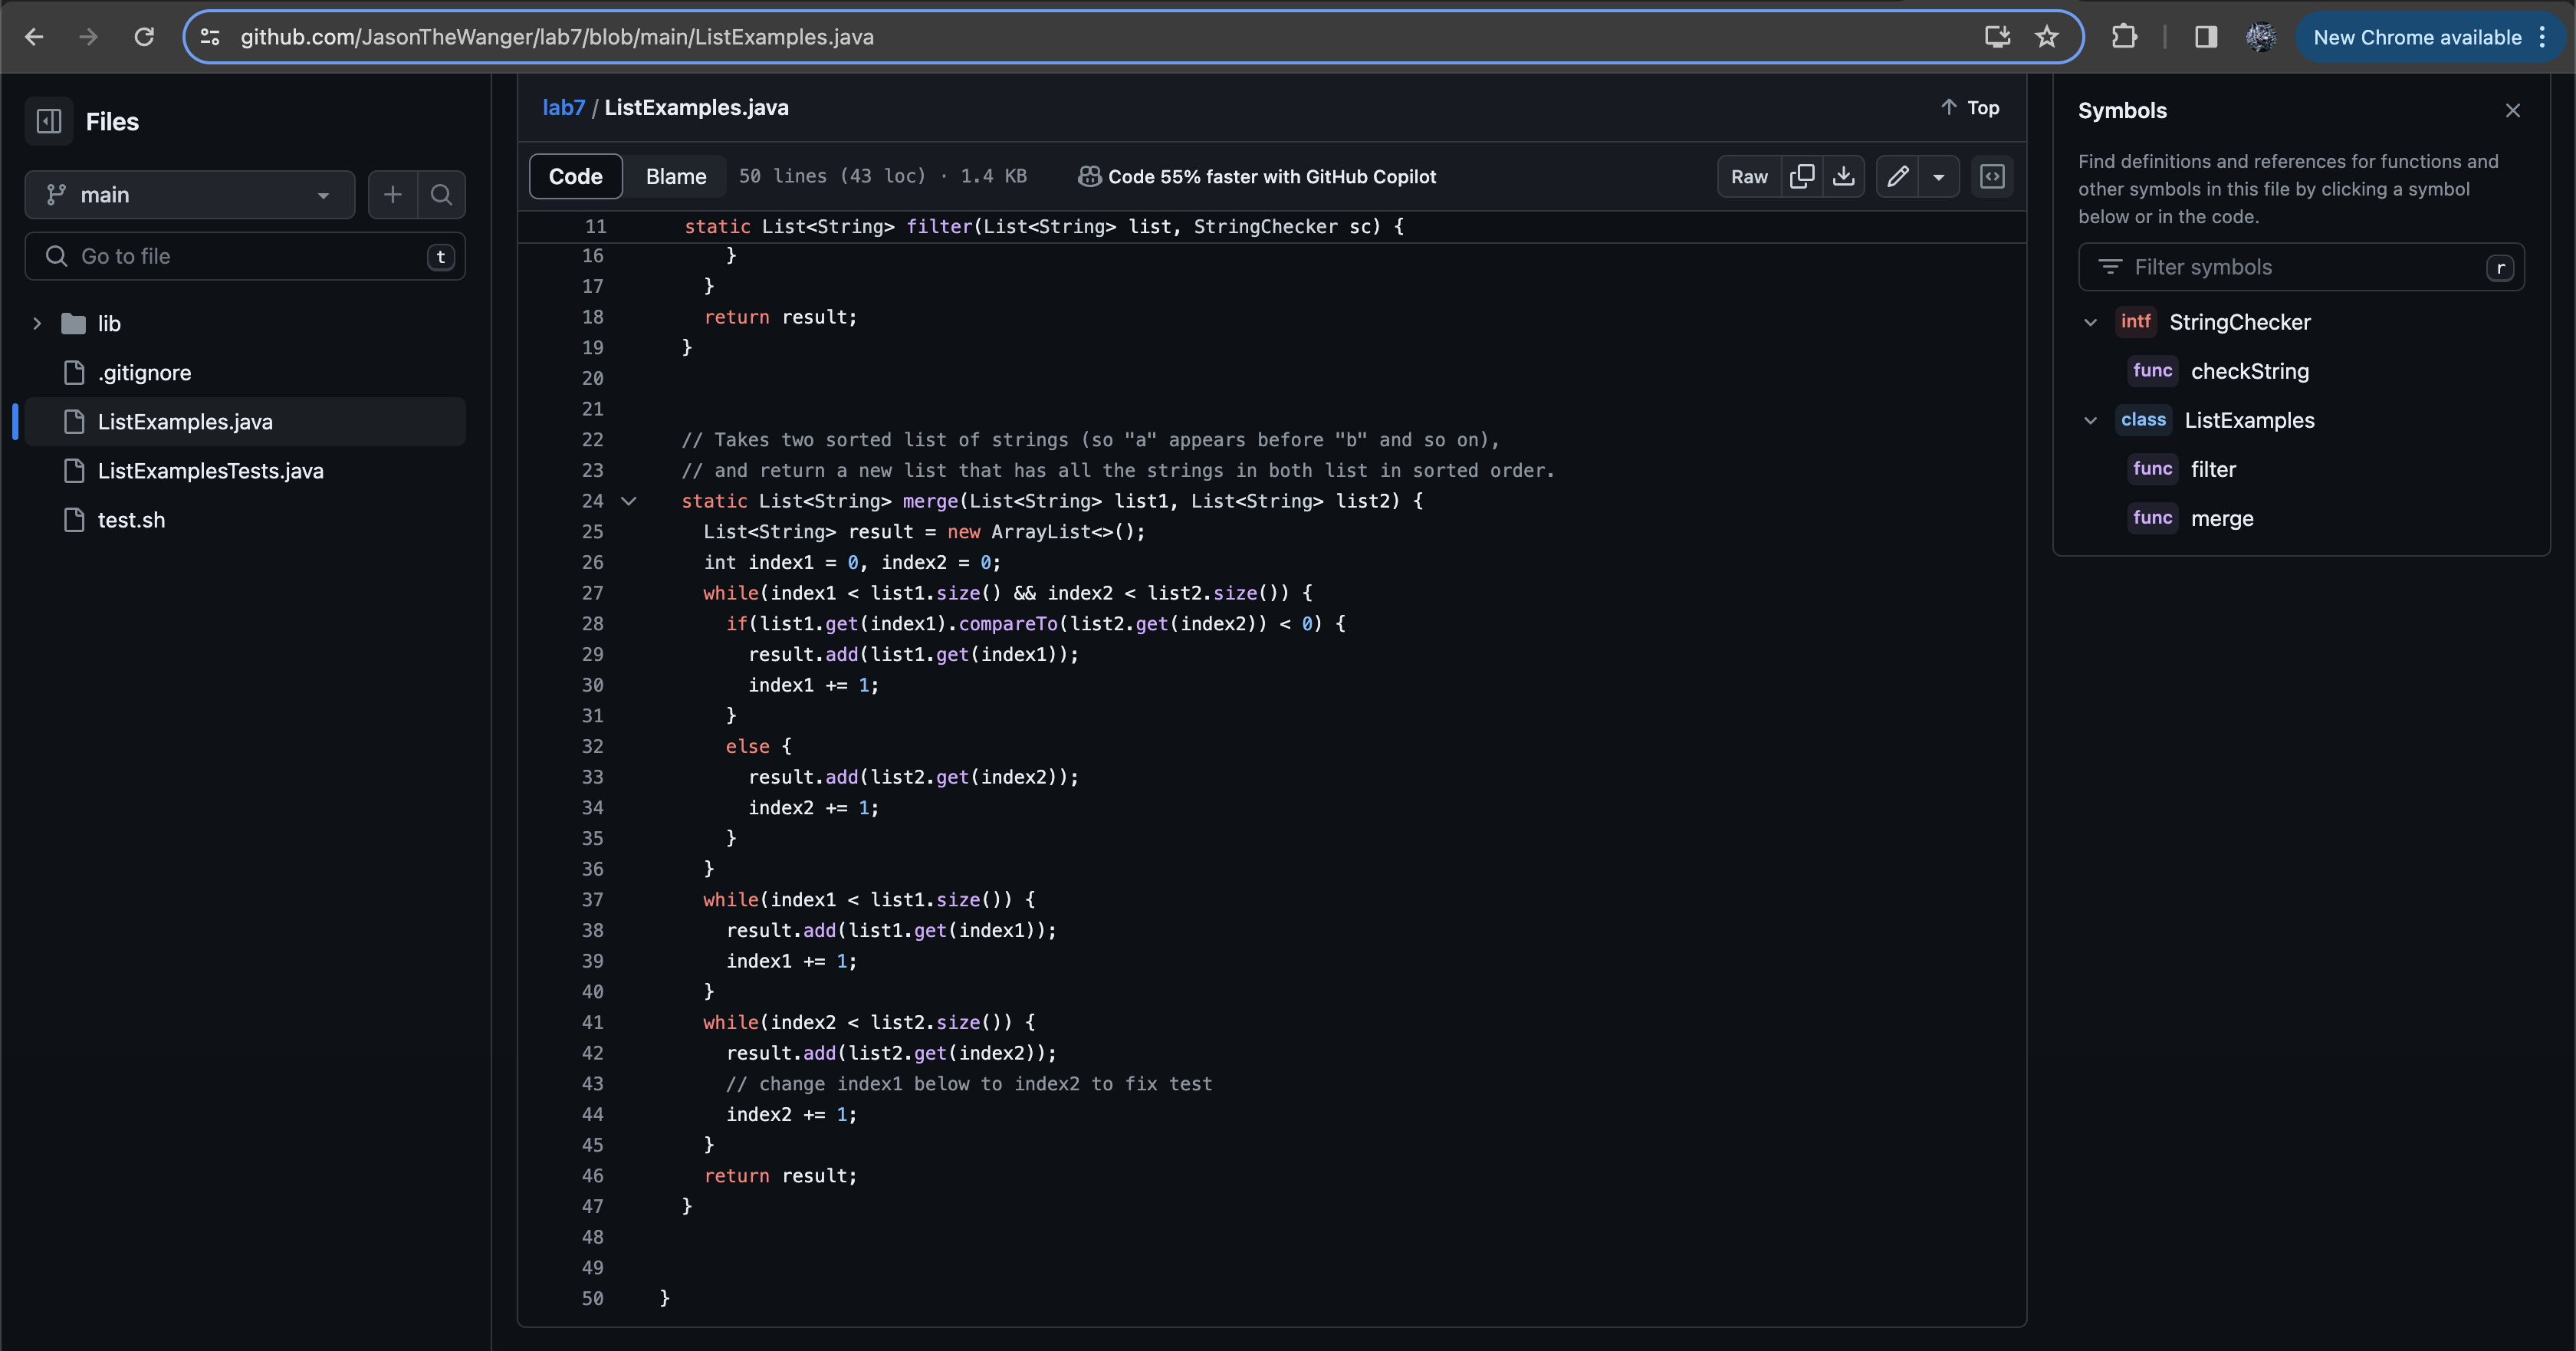 github.com/JasonTheWanger/lab7/blob/main/ListExamples.java
New Chrome available
Files
main
Go to file
t
lib
.gitignore
ListExamples.java
ListExamplesTests.java
test.sh
lab7 / ListExamples.java
Top
Code Blame 50 lines (43 loc) · 1.4 KB Code 55% faster with GitHub Copilot Raw
11 static List<String> filter(List<String> list, StringChecker sc) {
16 }
17 }
18 return result;
19 }
20
21
22 // Takes two sorted list of strings (so "a" appears before "b" and so on),
23 // and return a new list that has all the strings in both list in sorted order.
24 static List<String> merge(List<String> list1, List<String> list2) {
25 List<String> result = new ArrayList<>();
26 int index1 = 0, index2 = 0;
27 while(index1 < list1.size() && index2 < list2.size()) {
28 if(list1.get(index1).compareTo(list2.get(index2)) < 0) {
29 result.add(list1.get(index1));
30 index1 += 1;
31 }
32 else {
33 result.add(list2.get(index2));
34 index2 += 1;
35 }
36 }
37 while(index1 < list1.size()) {
38 result.add(list1.get(index1));
39 index1 += 1;
40 }
41 while(index2 < list2.size()) {
42 result.add(list2.get(index2));
43 // change index1 below to index2 to fix test
44 index2 += 1;
45 }
46 return result;
47 }
48
49
50 }
Symbols
Find definitions and references for functions and
other symbols in this file by clicking a symbol
below or in the code.
Filter symbols
r
intf StringChecker
func checkString
class ListExamples
func filter
func merge